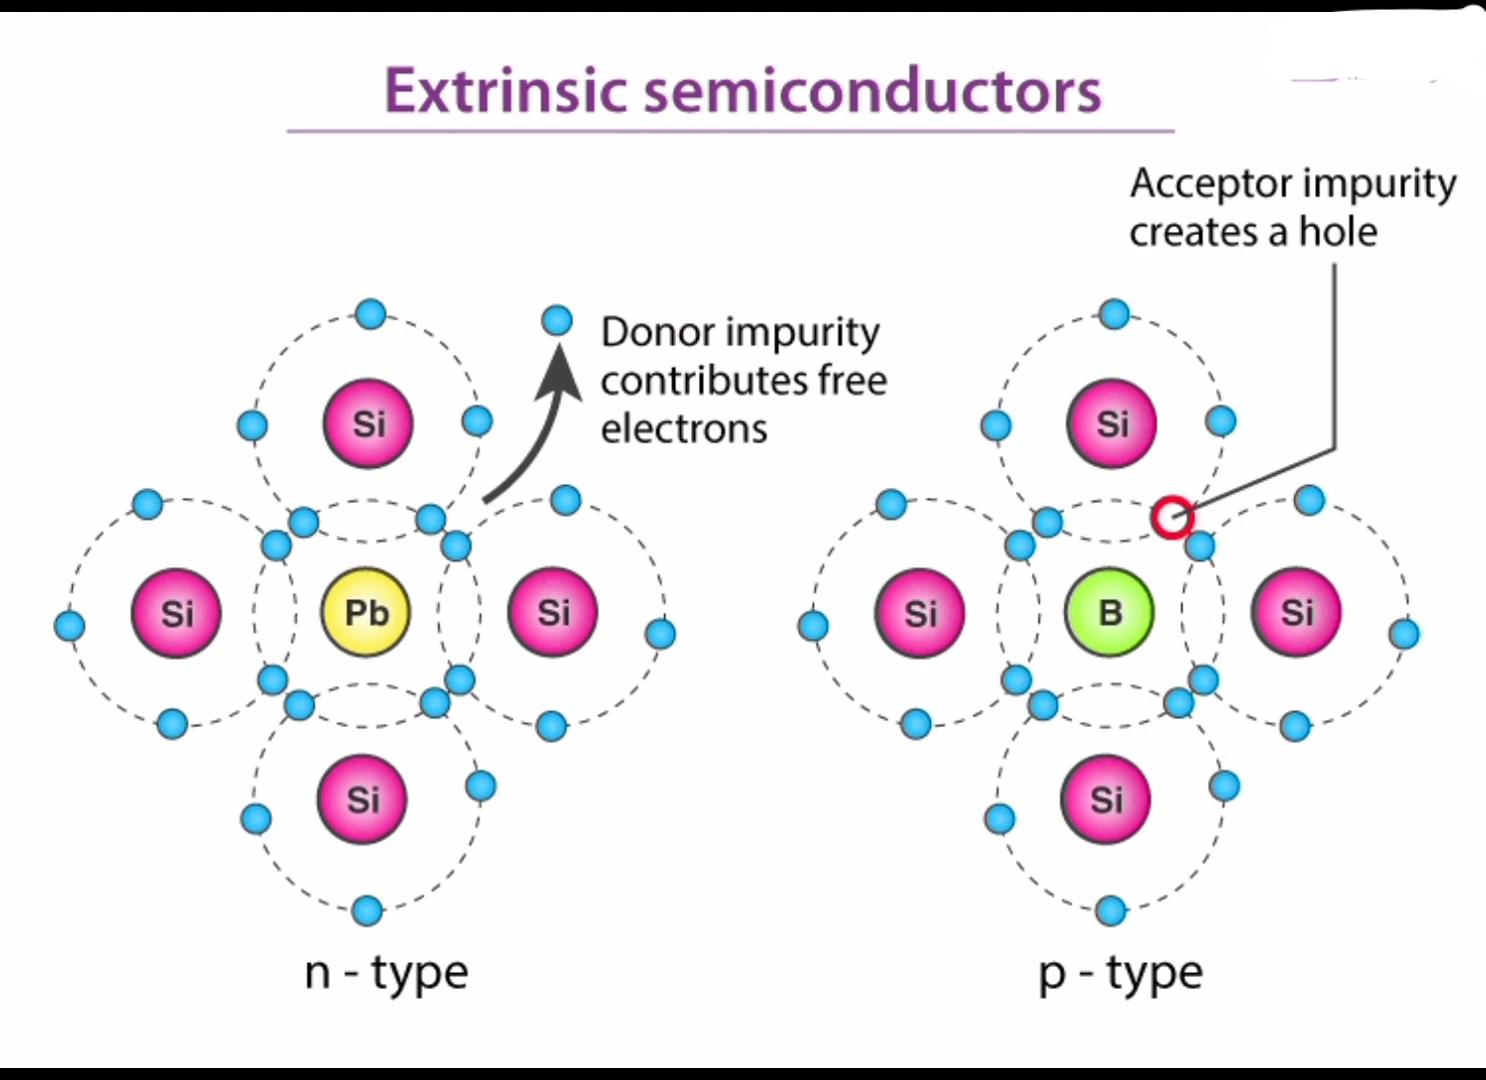 Extrinsic semiconductors
Acceptor impurity
creates a hole
Donor impurity
contributes free
electrons
Si
Si
Si
Pb
Si
Si
B
Si
Si
Si
n - type
p - type